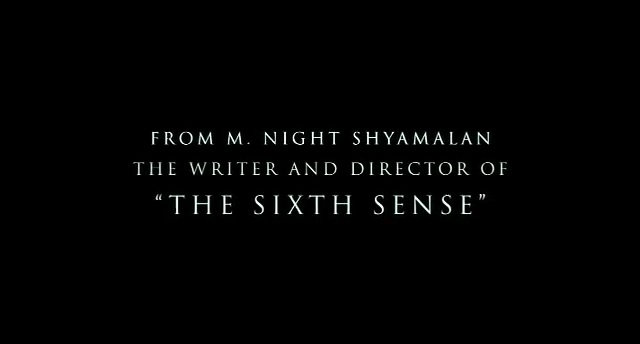 FROM M. NIGHT SHYAMALAN
THE WRITER AND DIRECTOR OF
“THE SIXTH SENSE”